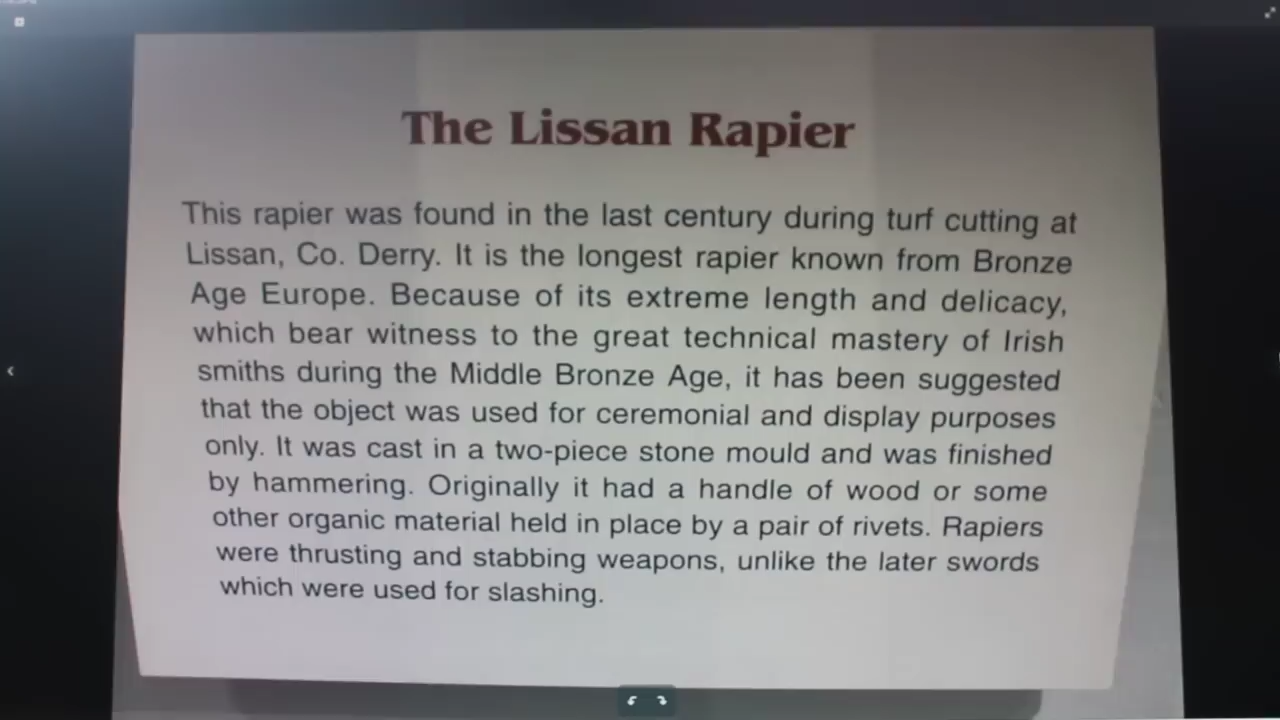 The Lissan Rapier
This rapier was found in the last century during turf cutting at
Lissan, Co. Derry. It is the longest rapier known from Bronze
Age Europe. Because of its extreme length and delicacy,
which bear witness to the great technical mastery of Irish
smiths during the Middle Bronze Age, it has been suggested
that the object was used for ceremonial and display purposes
only. It was cast in a two-piece stone mould and was finished
by hammering. Originally it had a handle of wood or some
other organic material held in place by a pair of rivets. Rapiers
were thrusting and stabbing weapons, unlike the later swords
which were used for slashing.